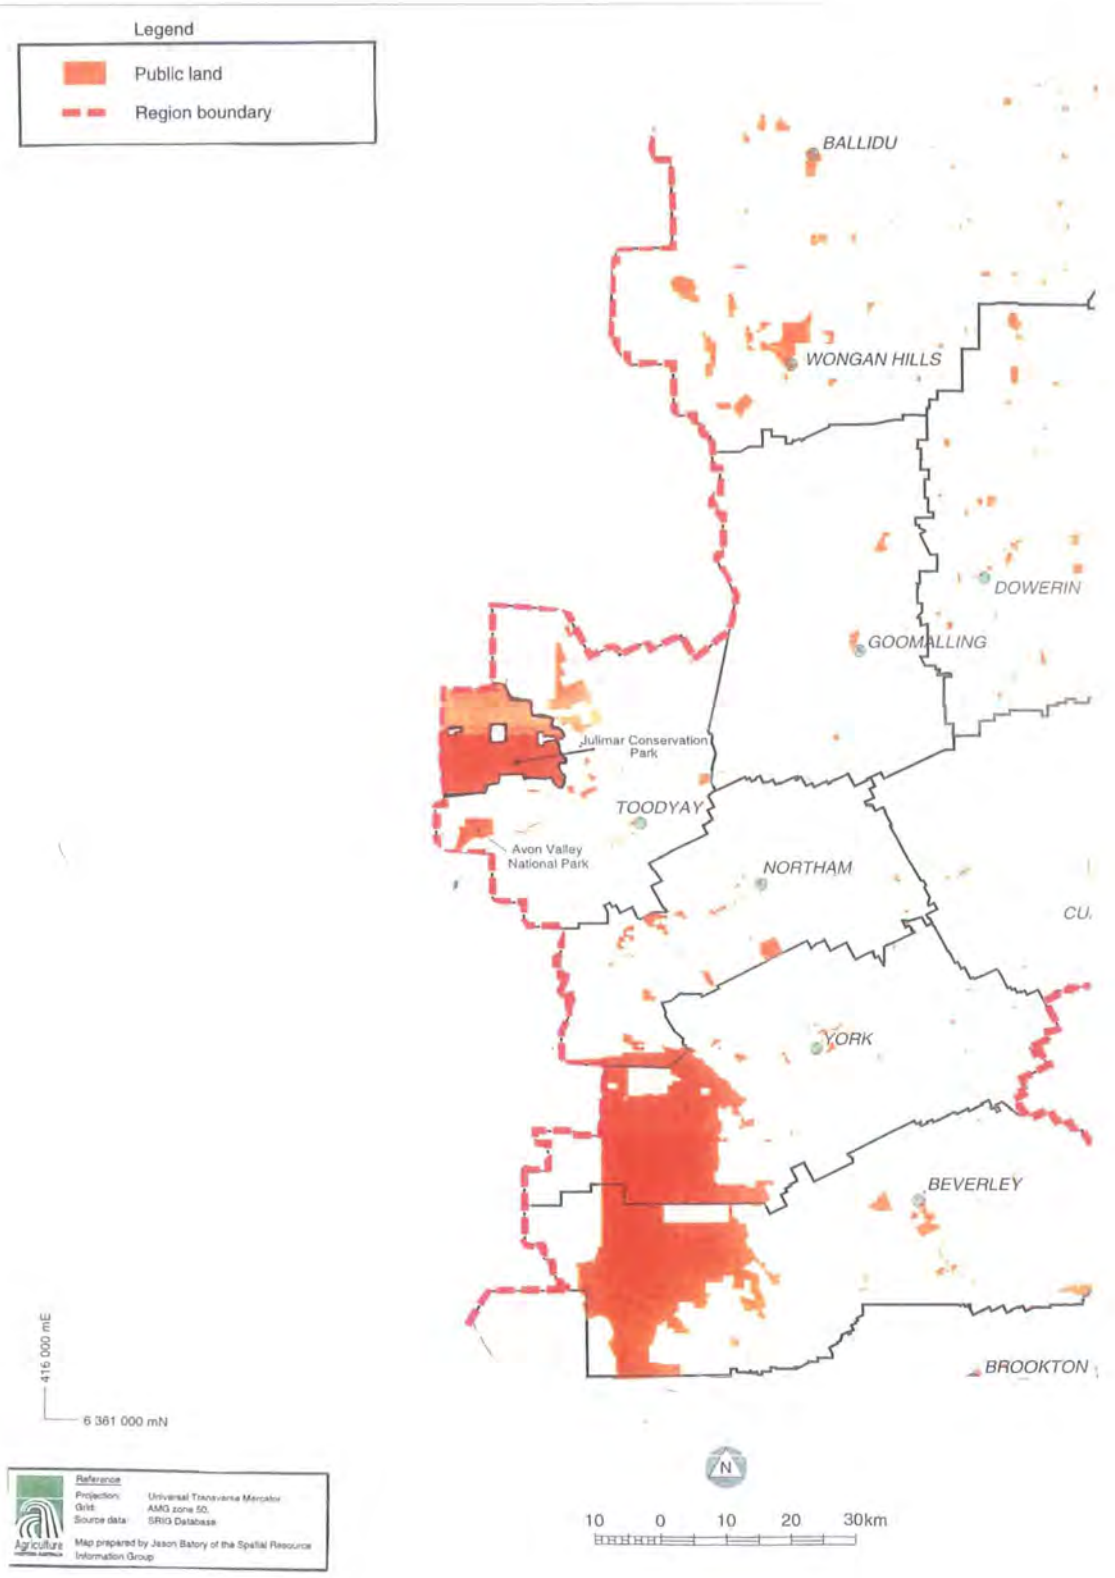 Legend
Public land
Region boundary
BALLIDU
WONGAN HILLS
DOWERIN
GOOMALLING
Julimar Conservation
Park
TOODYAY
Avon Valley
National Park
NORTHAM
CU
YORK
BEVERLEY
BROOKTON
416 000 mE
6 361 000 mN
N
10 0 10 20 30km
Reference
Projection: Universal Transverse Mercator
Grid: AMG zone 50.
Source data: SRIG Database
Agriculture
WESTERN AUSTRALIA
Map prepared by Jason Batory of the Spatial Resource
Information Group